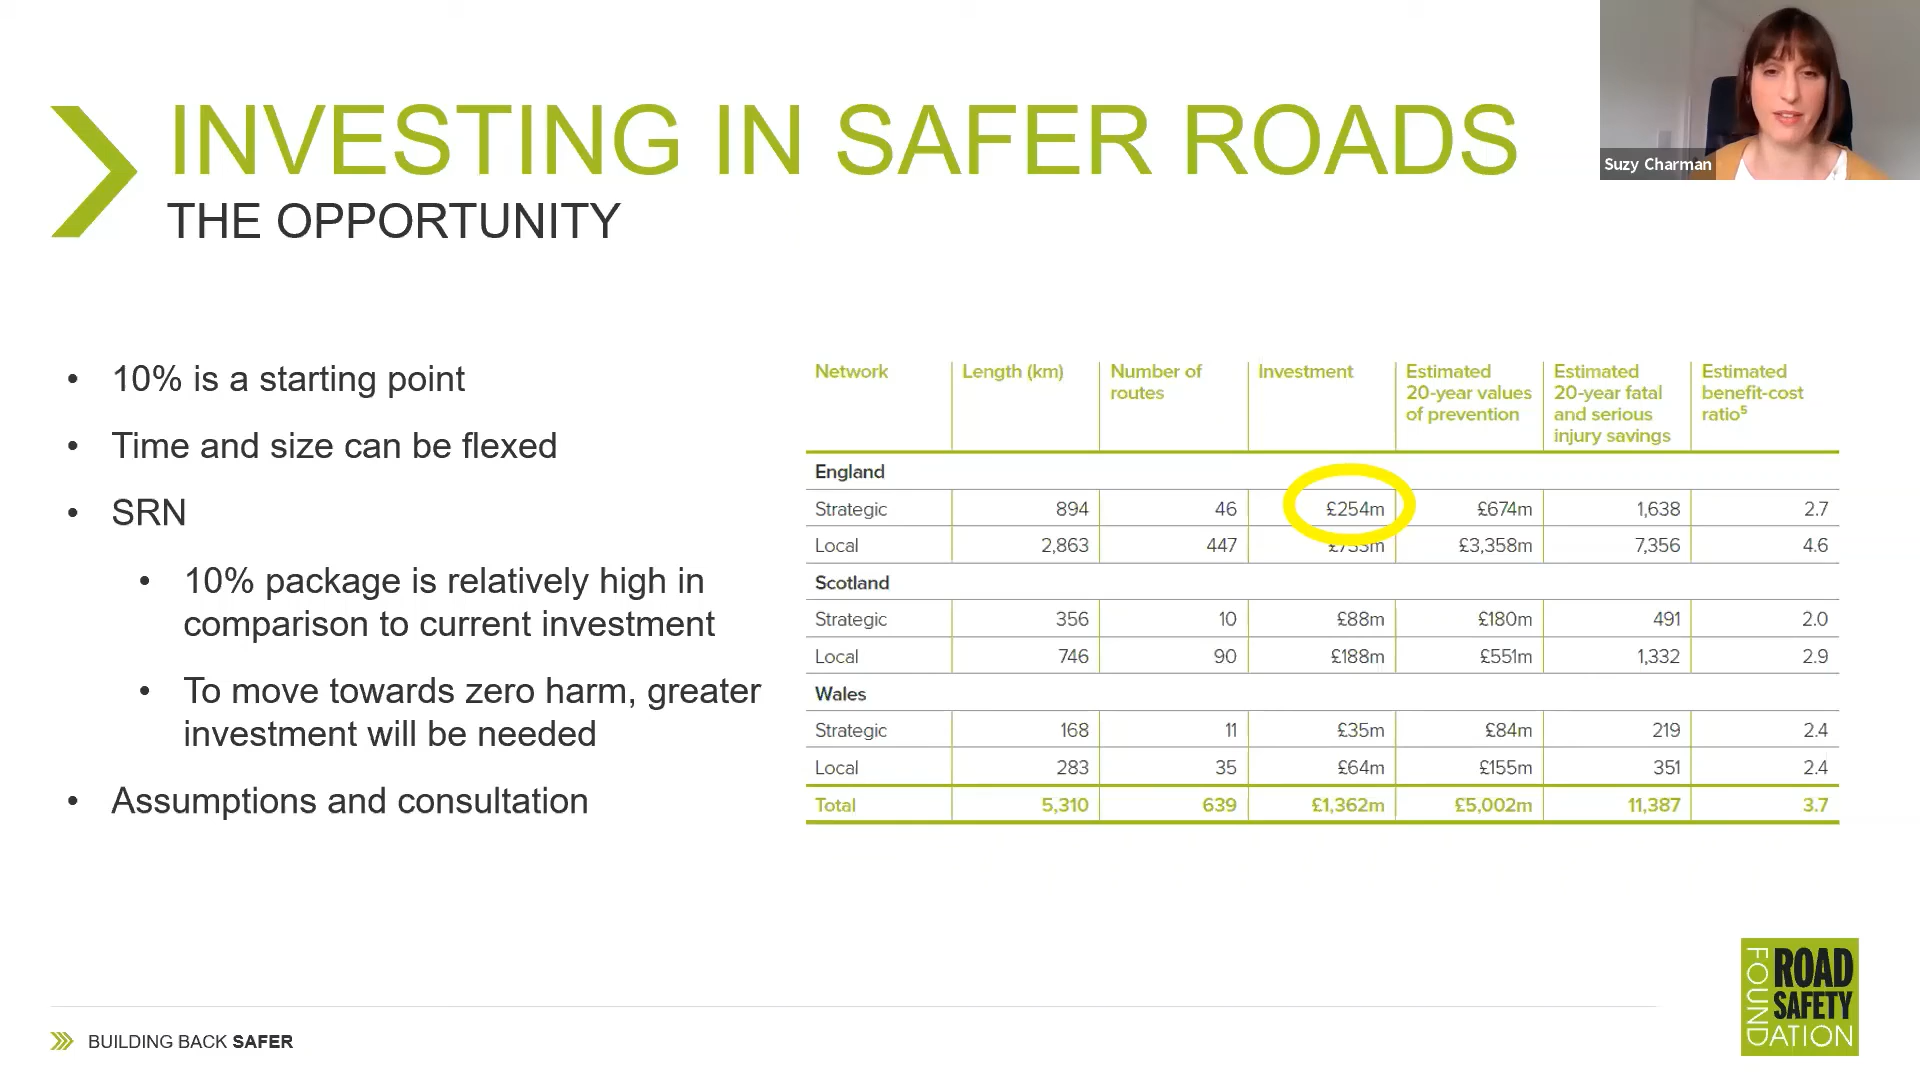 INVESTING IN SAFER ROADS
THE OPPORTUNITY
Suzy Charman
• 10% is a starting point
• Time and size can be flexed
• SRN
• 10% package is relatively high in
comparison to current investment
• To move towards zero harm, greater
investment will be needed
• Assumptions and consultation
Network Length (km) Number of routes Investment Estimated 20-year values of prevention Estimated 20-year fatal and serious injury savings Estimated benefit-cost ratio5
England
Strategic 894 46 £254m £674m 1,638 2.7
Local 2,863 447 £3,358m 7,356 4.6
Scotland
Strategic 356 10 £88m £180m 491 2.0
Local 746 90 £188m £551m 1,332 2.9
Wales
Strategic 168 11 £35m £84m 219 2.4
Local 283 35 £64m £155m 351 2.4
Total 5,310 639 £1,362m £5,002m 11,387 3.7
BUILDING BACK SAFER
ROAD
SAFETY
FOUNDATION